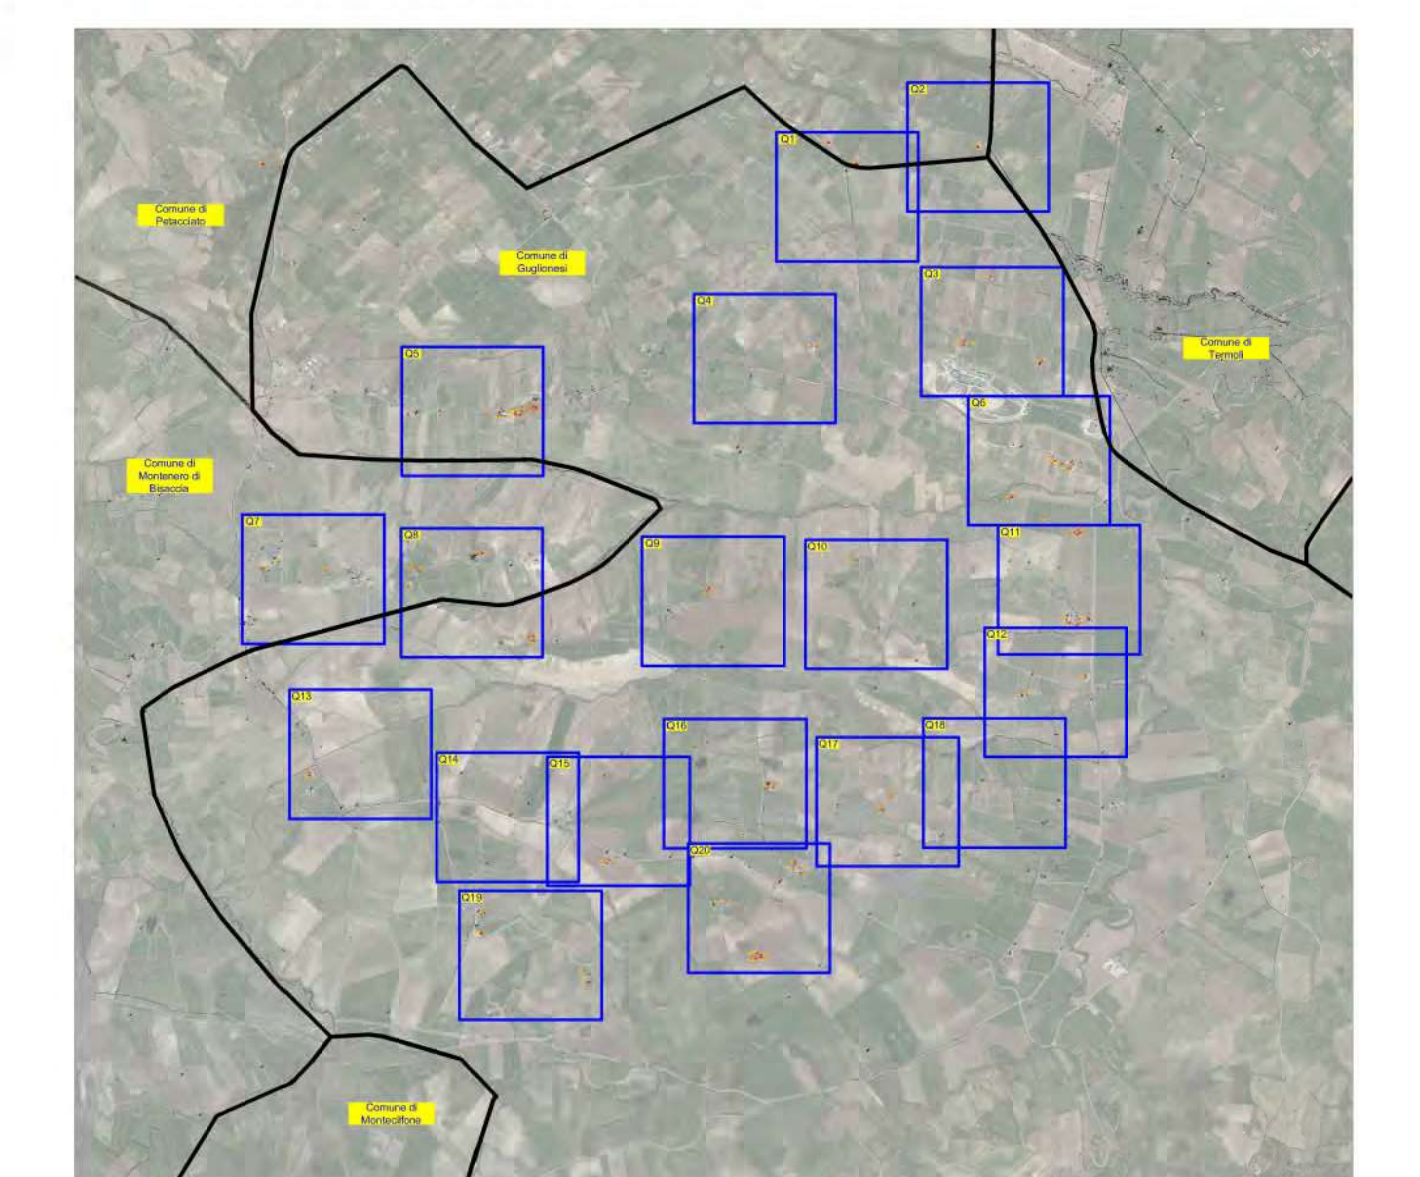 Q2
Q1
Comune di
Petacciato
Comune di
Guglionesi
Q3
Q4
Comune di
Termoli
Q5
Q6
Comune di
Montenero di
Bisaccia
Q7
Q8
Q9
Q10
Q11
Q12
Q13
Q16
Q18
Q17
Q14
Q15
Q20
Q19
Comune di
Montecilfone